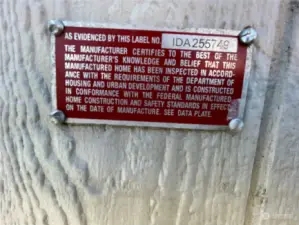 AS EVIDENCED BY THIS LABEL NO. IDA255749
THE MANUFACTURER CERTIFIES TO THE BEST OF THE
MANUFACTURER'S KNOWLEDGE AND BELIEF THAT THIS
MANUFACTURED HOME HAS BEEN INSPECTED IN ACCORD-
ANCE WITH THE REQUIREMENTS OF THE DEPARTMENT OF
HOUSING AND URBAN DEVELOPMENT AND IS CONSTRUCTED
IN CONFORMANCE WITH THE FEDERAL MANUFACTURED
HOME CONSTRUCTION AND SAFETY STANDARDS IN EFFECT
ON THE DATE OF MANUFACTURE. SEE DATA PLATE.